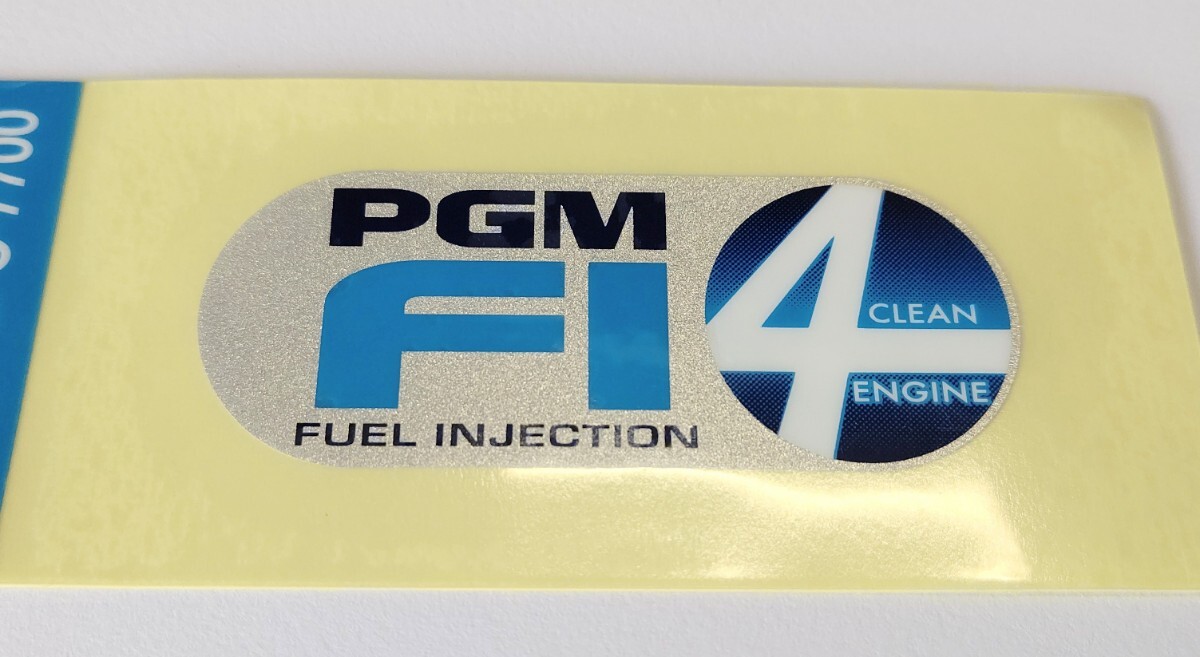 PGM
FI
FUEL INJECTION
4
CLEAN
ENGINE